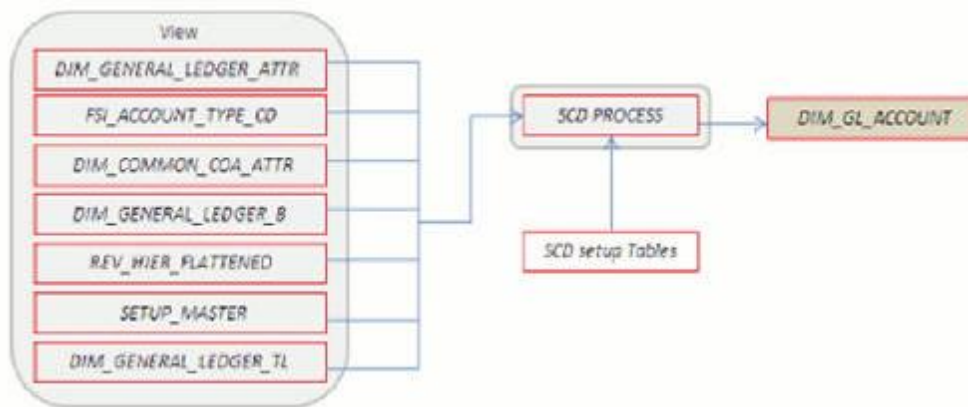 View
DIM_GENERAL_LEDGER_ATTR
FSI_ACCOUNT_TYPE_CD
DIM_COMMON_COA_ATTR
DIM_GENERAL_LEDGER_B
REV_HIER_FLATTENED
SETUP_MASTER
DIM_GENERAL_LEDGER_TL
SCD PROCESS
SCD setup Tables
DIM_GL_ACCOUNT